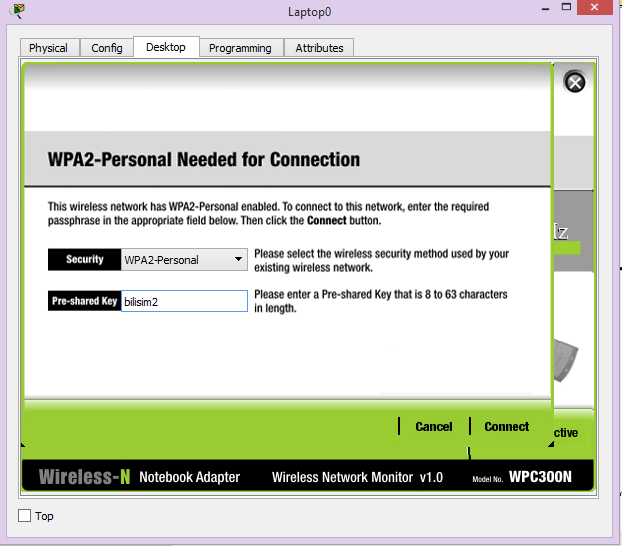 Laptop0
Physical Config Desktop Programming Attributes
WPA2-Personal Needed for Connection
This wireless network has WPA2-Personal enabled. To connect to this network, enter the required
passphrase in the appropriate field below. Then click the Connect button.
Security WPA2-Personal Please select the wireless security method used by your
existing wireless network.
Pre-shared Key bilisim2 Please enter a Pre-shared Key that is 8 to 63 characters
in length.
Cancel Connect
ctive
Wireless-N Notebook Adapter Wireless Network Monitor v1.0 Model No. WPC300N
Top